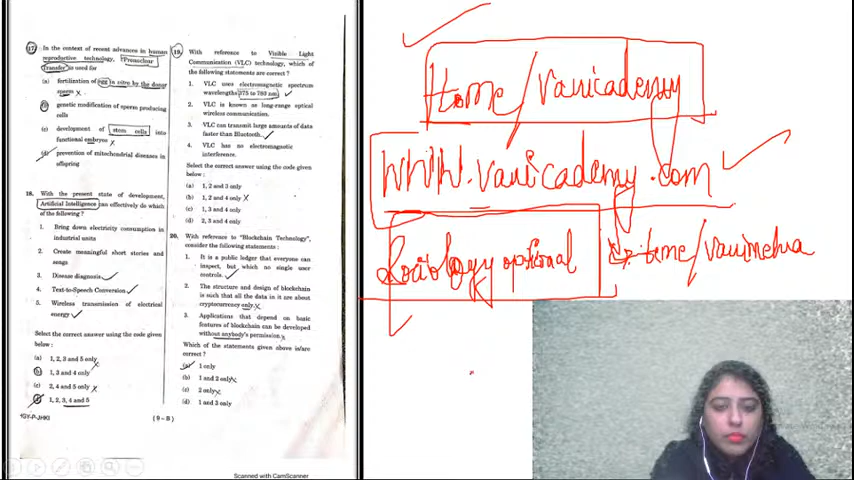 17. In the context of recent advances in human
reproductive technology, "Pronuclear
Transfer" is used for
(a) fertilization of egg in vitro by the donor
sperm
(b) genetic modification of sperm producing
cells
(c) development of stem cells into
functional embryos
(d) prevention of mitochondrial diseases in
offspring
18. With the present state of development,
Artificial Intelligence can effectively do which
of the following?
1. Bring down electricity consumption in
industrial units
2. Create meaningful short stories and
songs
3. Disease diagnosis
4. Text-to-Speech Conversion
5. Wireless transmission of electrical
energy
Select the correct answer using the code given
below:
(a) 1, 2, 3 and 5 only
(b) 1, 3 and 4 only
(c) 2, 4 and 5 only
(d) 1, 2, 3, 4 and 5
19. With reference to Visible Light
Communication (VLC) technology, which of
the following statements are correct?
1. VLC uses electromagnetic spectrum
wavelengths 375 to 780 nm.
2. VLC is known as long-range optical
wireless communication.
3. VLC can transmit large amounts of data
faster than Bluetooth.
4. VLC has no electromagnetic
interference.
Select the correct answer using the code given
below:
(a) 1, 2 and 3 only
(b) 1, 2 and 4 only
(c) 1, 3 and 4 only
(d) 2, 3 and 4 only
20. With reference to "Blockchain Technology",
consider the following statements:
1. It is a public ledger that everyone can
inspect, but which no single user
controls.
2. The structure and design of blockchain
is such that all the data in it are about
cryptocurrency only.
3. Applications that depend on basic
features of blockchain can be developed
without anybody's permission.
Which of the statements given above is/are
correct?
(a) 1 only
(b) 1 and 2 only
(c) 2 only
(d) 1 and 3 only
(9 - B)
Scanned with CamScanner
t.me/vanicademy
www.vanicademy.com
Sociology optional
t.me/vanimehra